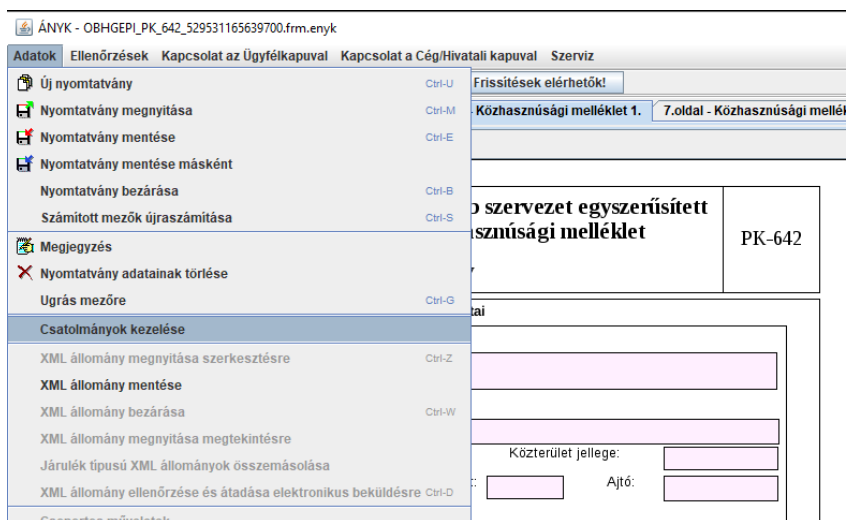 ÁNYK - OBHGEPI_PK_642_529531165639700.frm.enyk
Adatok Ellenőrzések Kapcsolat az Ügyfélkapuval Kapcsolat a Cég/Hivatali kapuval Szerviz
Új nyomtatvány Ctrl-U
Frissítések elérhetők!
Nyomtatvány megnyitása Ctrl-M
Közhasznúsági melléklet 1. 7.oldal - Közhasznúsági mellék
Nyomtatvány mentése Ctrl-E
Nyomtatvány mentése másként
Nyomtatvány bezárása Ctrl-B
Számított mezők újraszámítása Ctrl-S
szervezet egyszerűsített
sznúsági melléklet
PK-642
Megjegyzés
Nyomtatvány adatainak törlése
Ugrás mezőre Ctrl-G
tai
Csatolmányok kezelése
XML állomány megnyitása szerkesztésre Ctrl-Z
XML állomány mentése
XML állomány bezárása Ctrl-W
XML állomány megnyitása megtekintésre
Közterület jellege:
Járulék típusú XML állományok összemásolása
XML állomány ellenőrzése és átadása elektronikus beküldésre Ctrl-D
Ajtó: